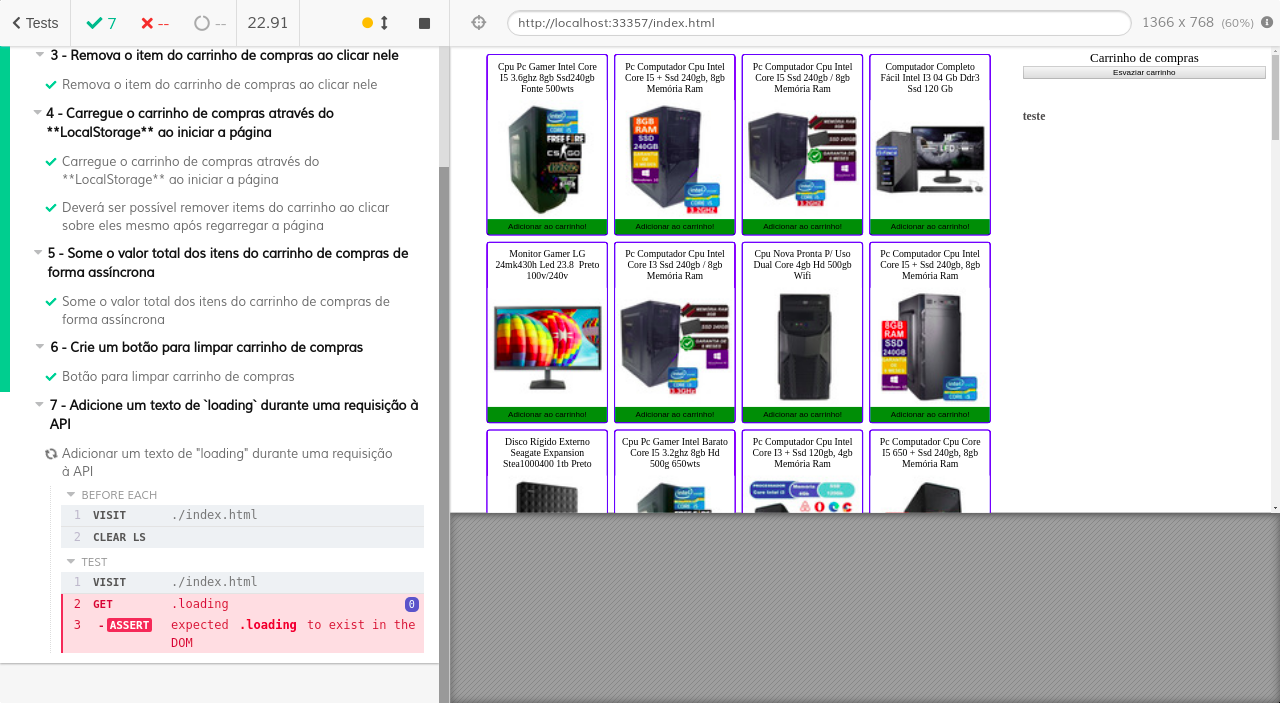 Tests
7
--
--
22.91
http://localhost:33357/index.html
1366 x 768 (60%)
3 - Remova o item do carrinho de compras ao clicar nele
Remova o item do carrinho de compras ao clicar nele
4 - Carregue o carrinho de compras através do
**LocalStorage** ao iniciar a página
Carregue o carrinho de compras através do
**LocalStorage** ao iniciar a página
Deveria ser possivel remover items do carrinho ao clicar
sobre eles mesmo após regarregar a página
5 - Some o valor total dos itens do carrinho de compras de
forma assíncrona
Some o valor total dos itens do carrinho de compras de
forma assíncrona
6 - Crie um botão para limpar carrinho de compras
Botão para limpar carrinho de compras
7 - Adicione um texto de `loading` durante uma requisição à
API
Adicionar um texto de "loading" durante uma requisição
à API
BEFORE EACH
1 VISIT ./index.html
2 CLEAR LS
TEST
1 VISIT ./index.html
2 GET .loading 0
3 -ASSERT expected .loading to exist in the
DOM
Cpu Pc Gamer Intel Core
I5 3.6ghz 8gb Ssd240gb
Fonte 500wts
Adicionar ao carrinho!
Pc Computador Cpu Intel
Core I5 + Ssd 240gb, 8gb
Memória Ram
Adicionar ao carrinho!
Pc Computador Cpu Intel
Core I5 Ssd 240gb / 8gb
Memória Ram
Adicionar ao carrinho!
Computador Completo
Fácil Intel I3 04 Gb Ddr3
Ssd 120 Gb
Adicionar ao carrinho!
Monitor Gamer LG
24mk430h Led 23.8 Preto
100v/240v
Adicionar ao carrinho!
Pc Computador Cpu Intel
Core I3 Ssd 240gb / 8gb
Memória Ram
Adicionar ao carrinho!
Cpu Nova Pronta P/ Uso
Dual Core 4gb Hd 500gb
Wifi
Adicionar ao carrinho!
Pc Computador Cpu Intel
Core I5 + Ssd 240gb, 8gb
Memória Ram
Adicionar ao carrinho!
Disco Rígido Externo
Seagate Expansion
Stea1000400 1tb Preto
Cpu Pc Gamer Intel Barato
Core I5 3.2ghz 8gb Hd
500g 650wts
Pc Computador Cpu Intel
Core I3 + Ssd 120gb, 4gb
Memória Ram
Pc Computador Cpu Core
I5 650 + Ssd 240gb, 8gb
Memória Ram
Carrinho de compras
Esvaziar carrinho
teste